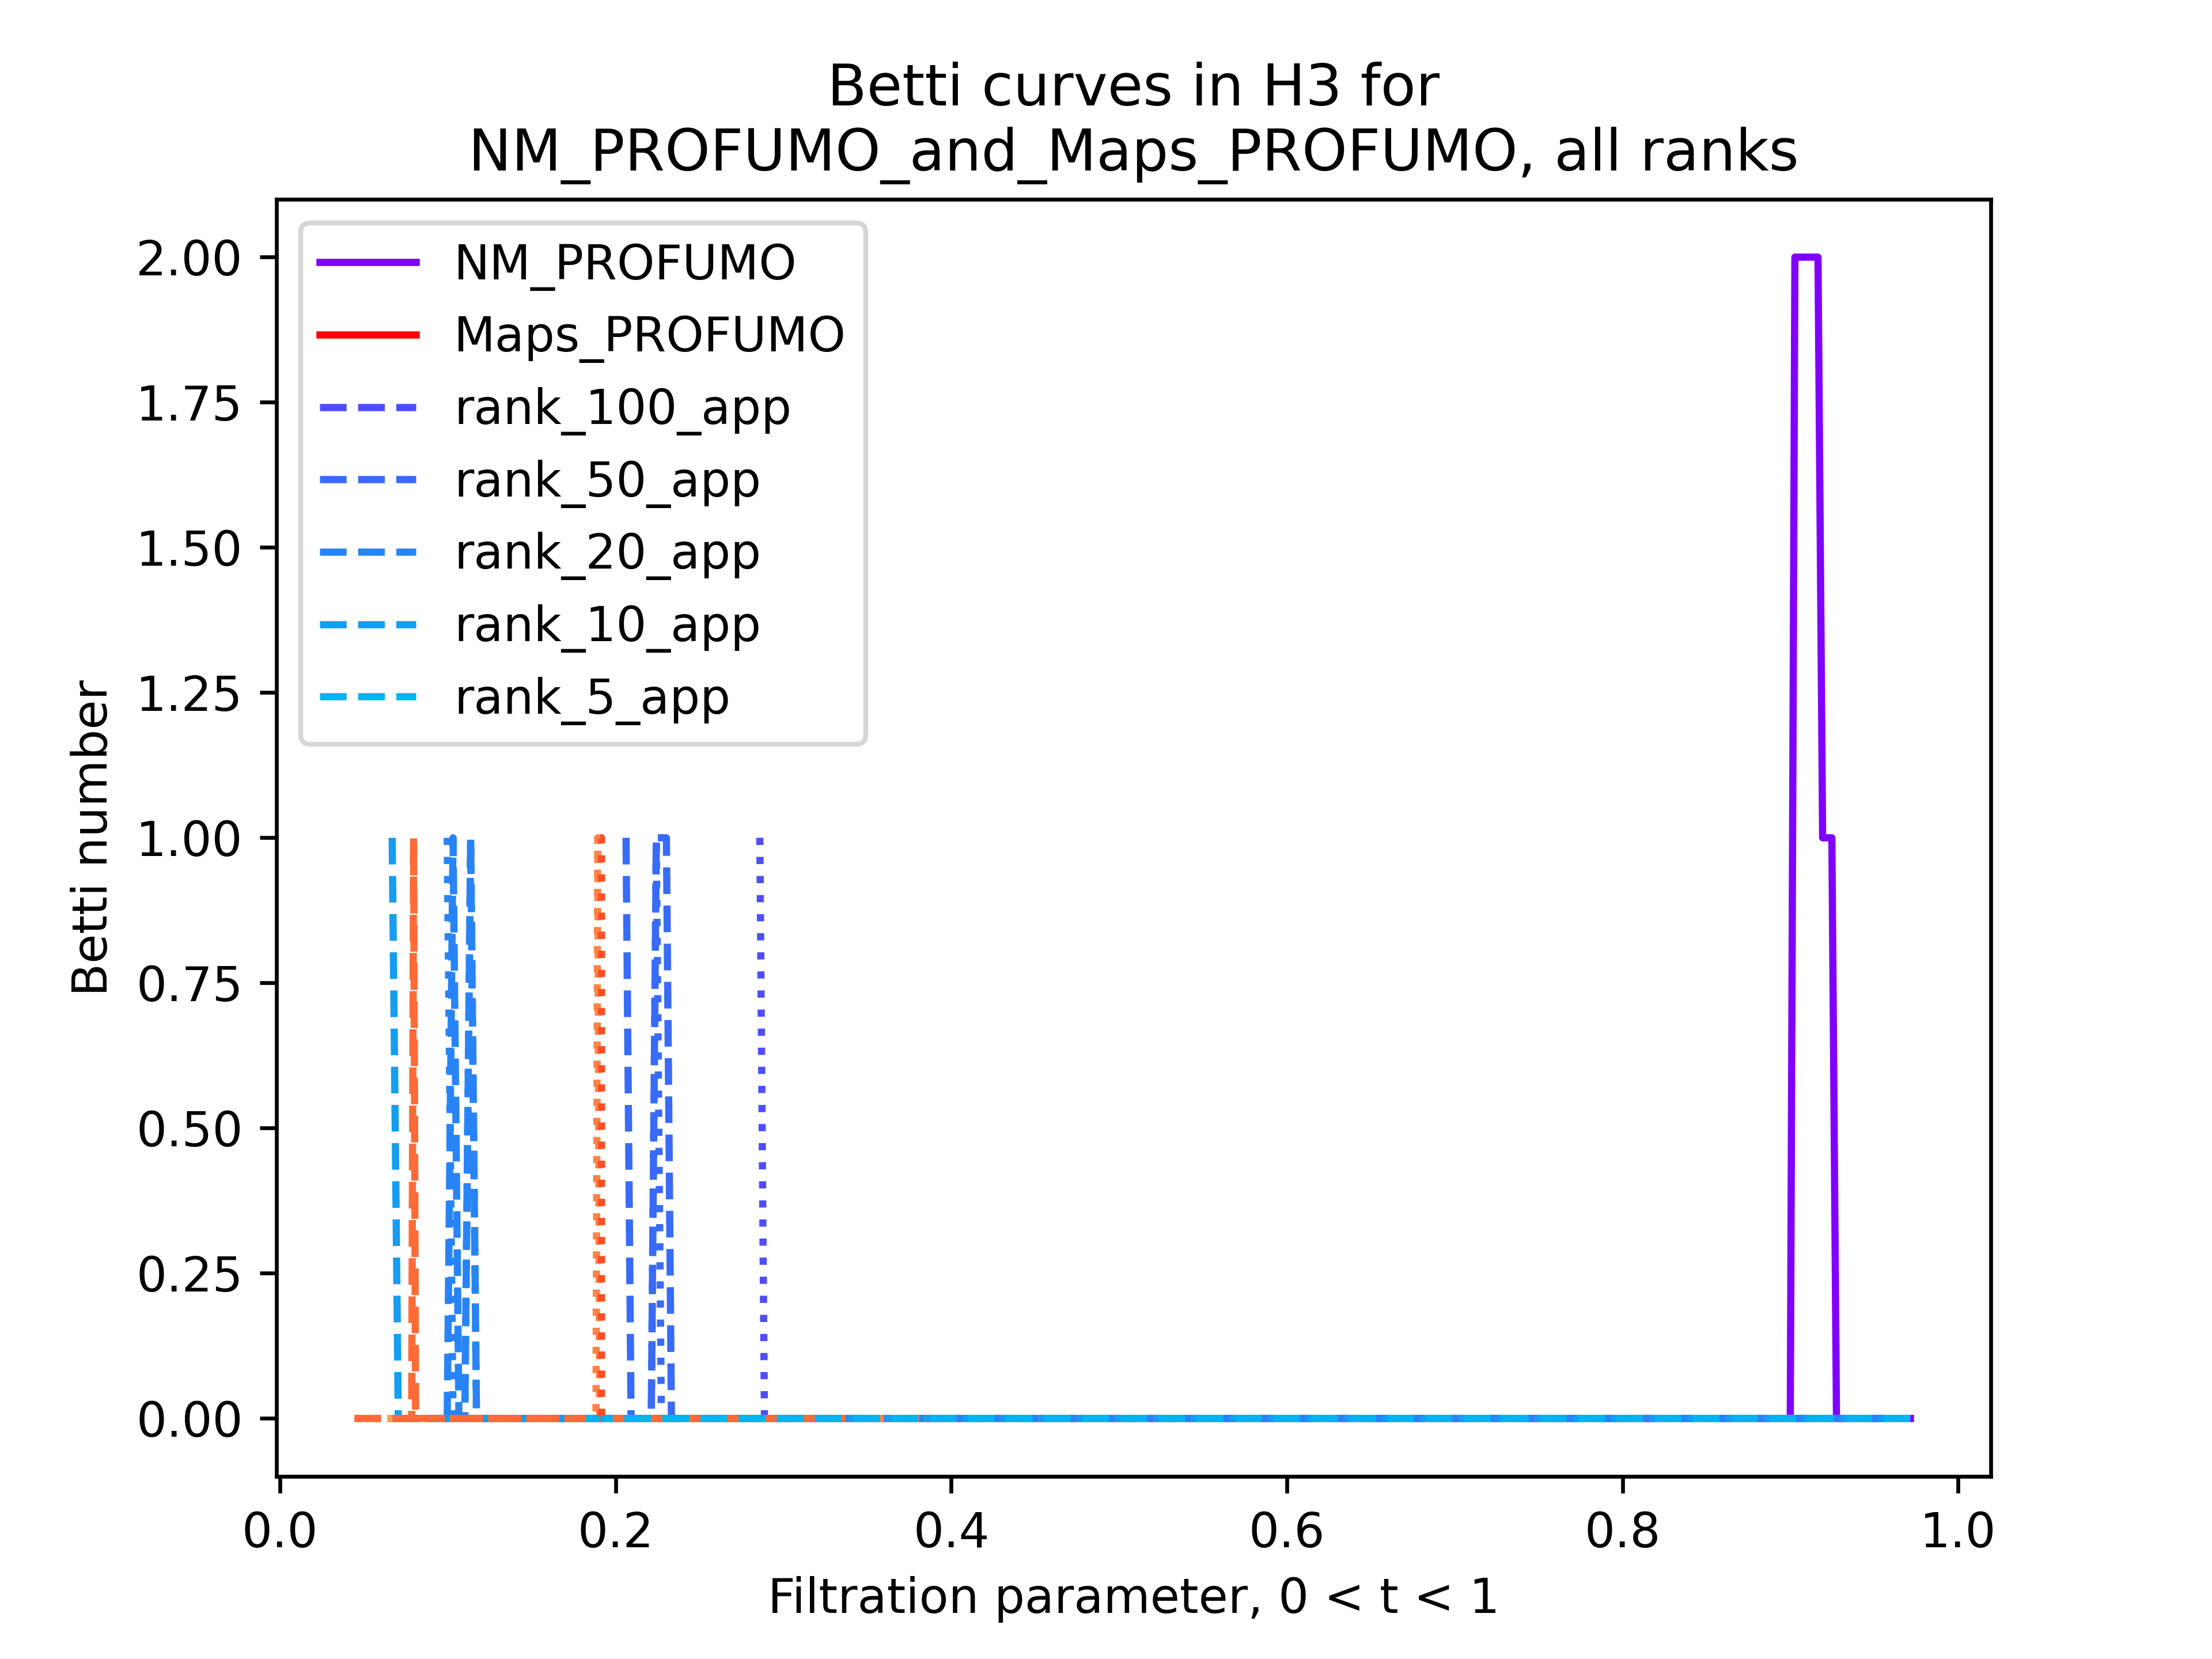 Betti curves in H3 for
NM_PROFUMO_and_Maps_PROFUMO, all ranks
NM_PROFUMO
Maps_PROFUMO
rank_100_app
rank_50_app
rank_20_app
rank_10_app
rank_5_app
2.00
1.75
1.50
1.25
1.00
0.75
0.50
0.25
0.00
Betti number
0.0 0.2 0.4 0.6 0.8 1.0
Filtration parameter, 0 < t < 1